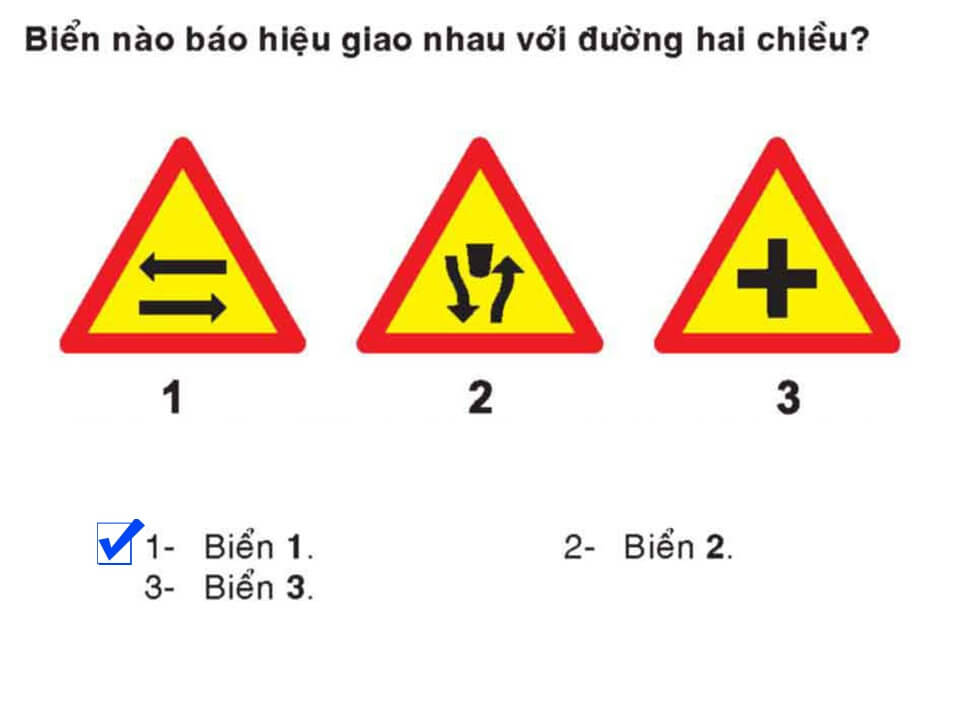 Biển nào báo hiệu giao nhau với đường hai chiều?
1 2 3
1- Biển 1. 2- Biển 2.
3- Biển 3.